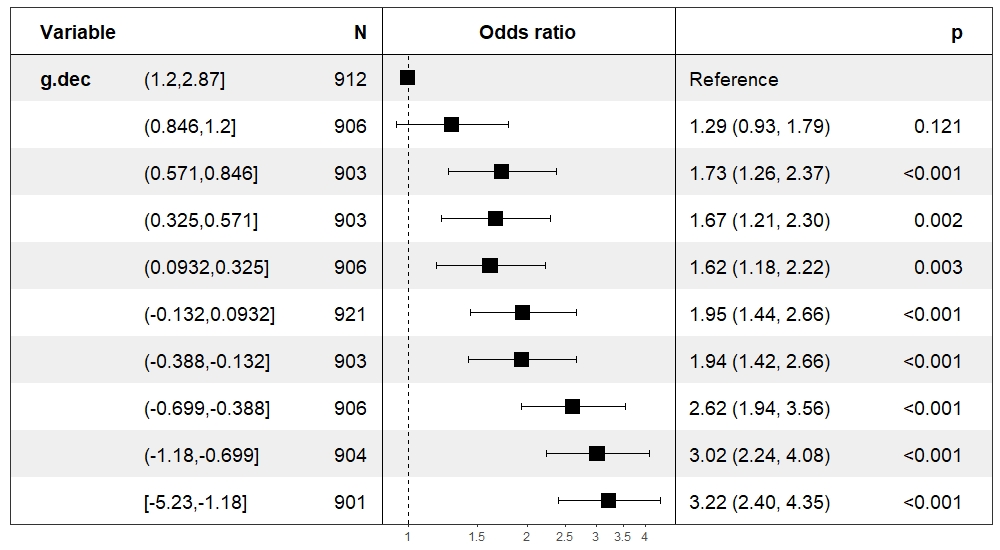 Variable N Odds ratio p
g.dec (1.2,2.87] 912 Reference
(0.846,1.2] 906 1.29 (0.93, 1.79) 0.121
(0.571,0.846] 903 1.73 (1.26, 2.37) <0.001
(0.325,0.571] 903 1.67 (1.21, 2.30) 0.002
(0.0932,0.325] 906 1.62 (1.18, 2.22) 0.003
(-0.132,0.0932] 921 1.95 (1.44, 2.66) <0.001
(-0.388,-0.132] 903 1.94 (1.42, 2.66) <0.001
(-0.699,-0.388] 906 2.62 (1.94, 3.56) <0.001
(-1.18,-0.699] 904 3.02 (2.24, 4.08) <0.001
[-5.23,-1.18] 901 3.22 (2.40, 4.35) <0.001
1 1.5 2 2.5 3 3.5 4